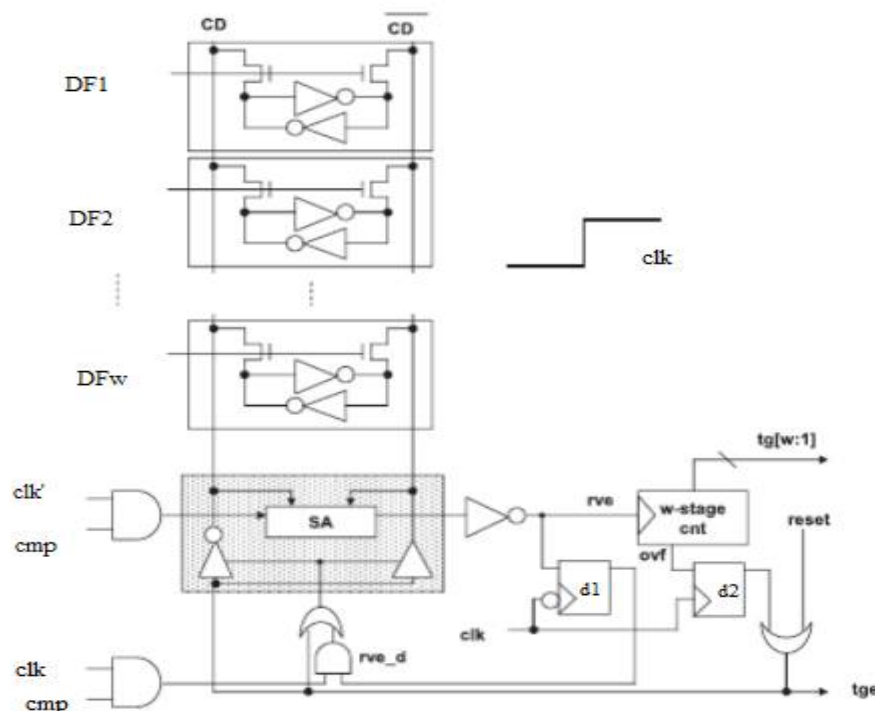 CD
CD
DF1
DF2
clk
DFw
tg[w:1]
clk'
SA
rve
w-stage
cnt
reset
cmp
ovf
d1
d2
clk
clk
rve_d
cmp
tge